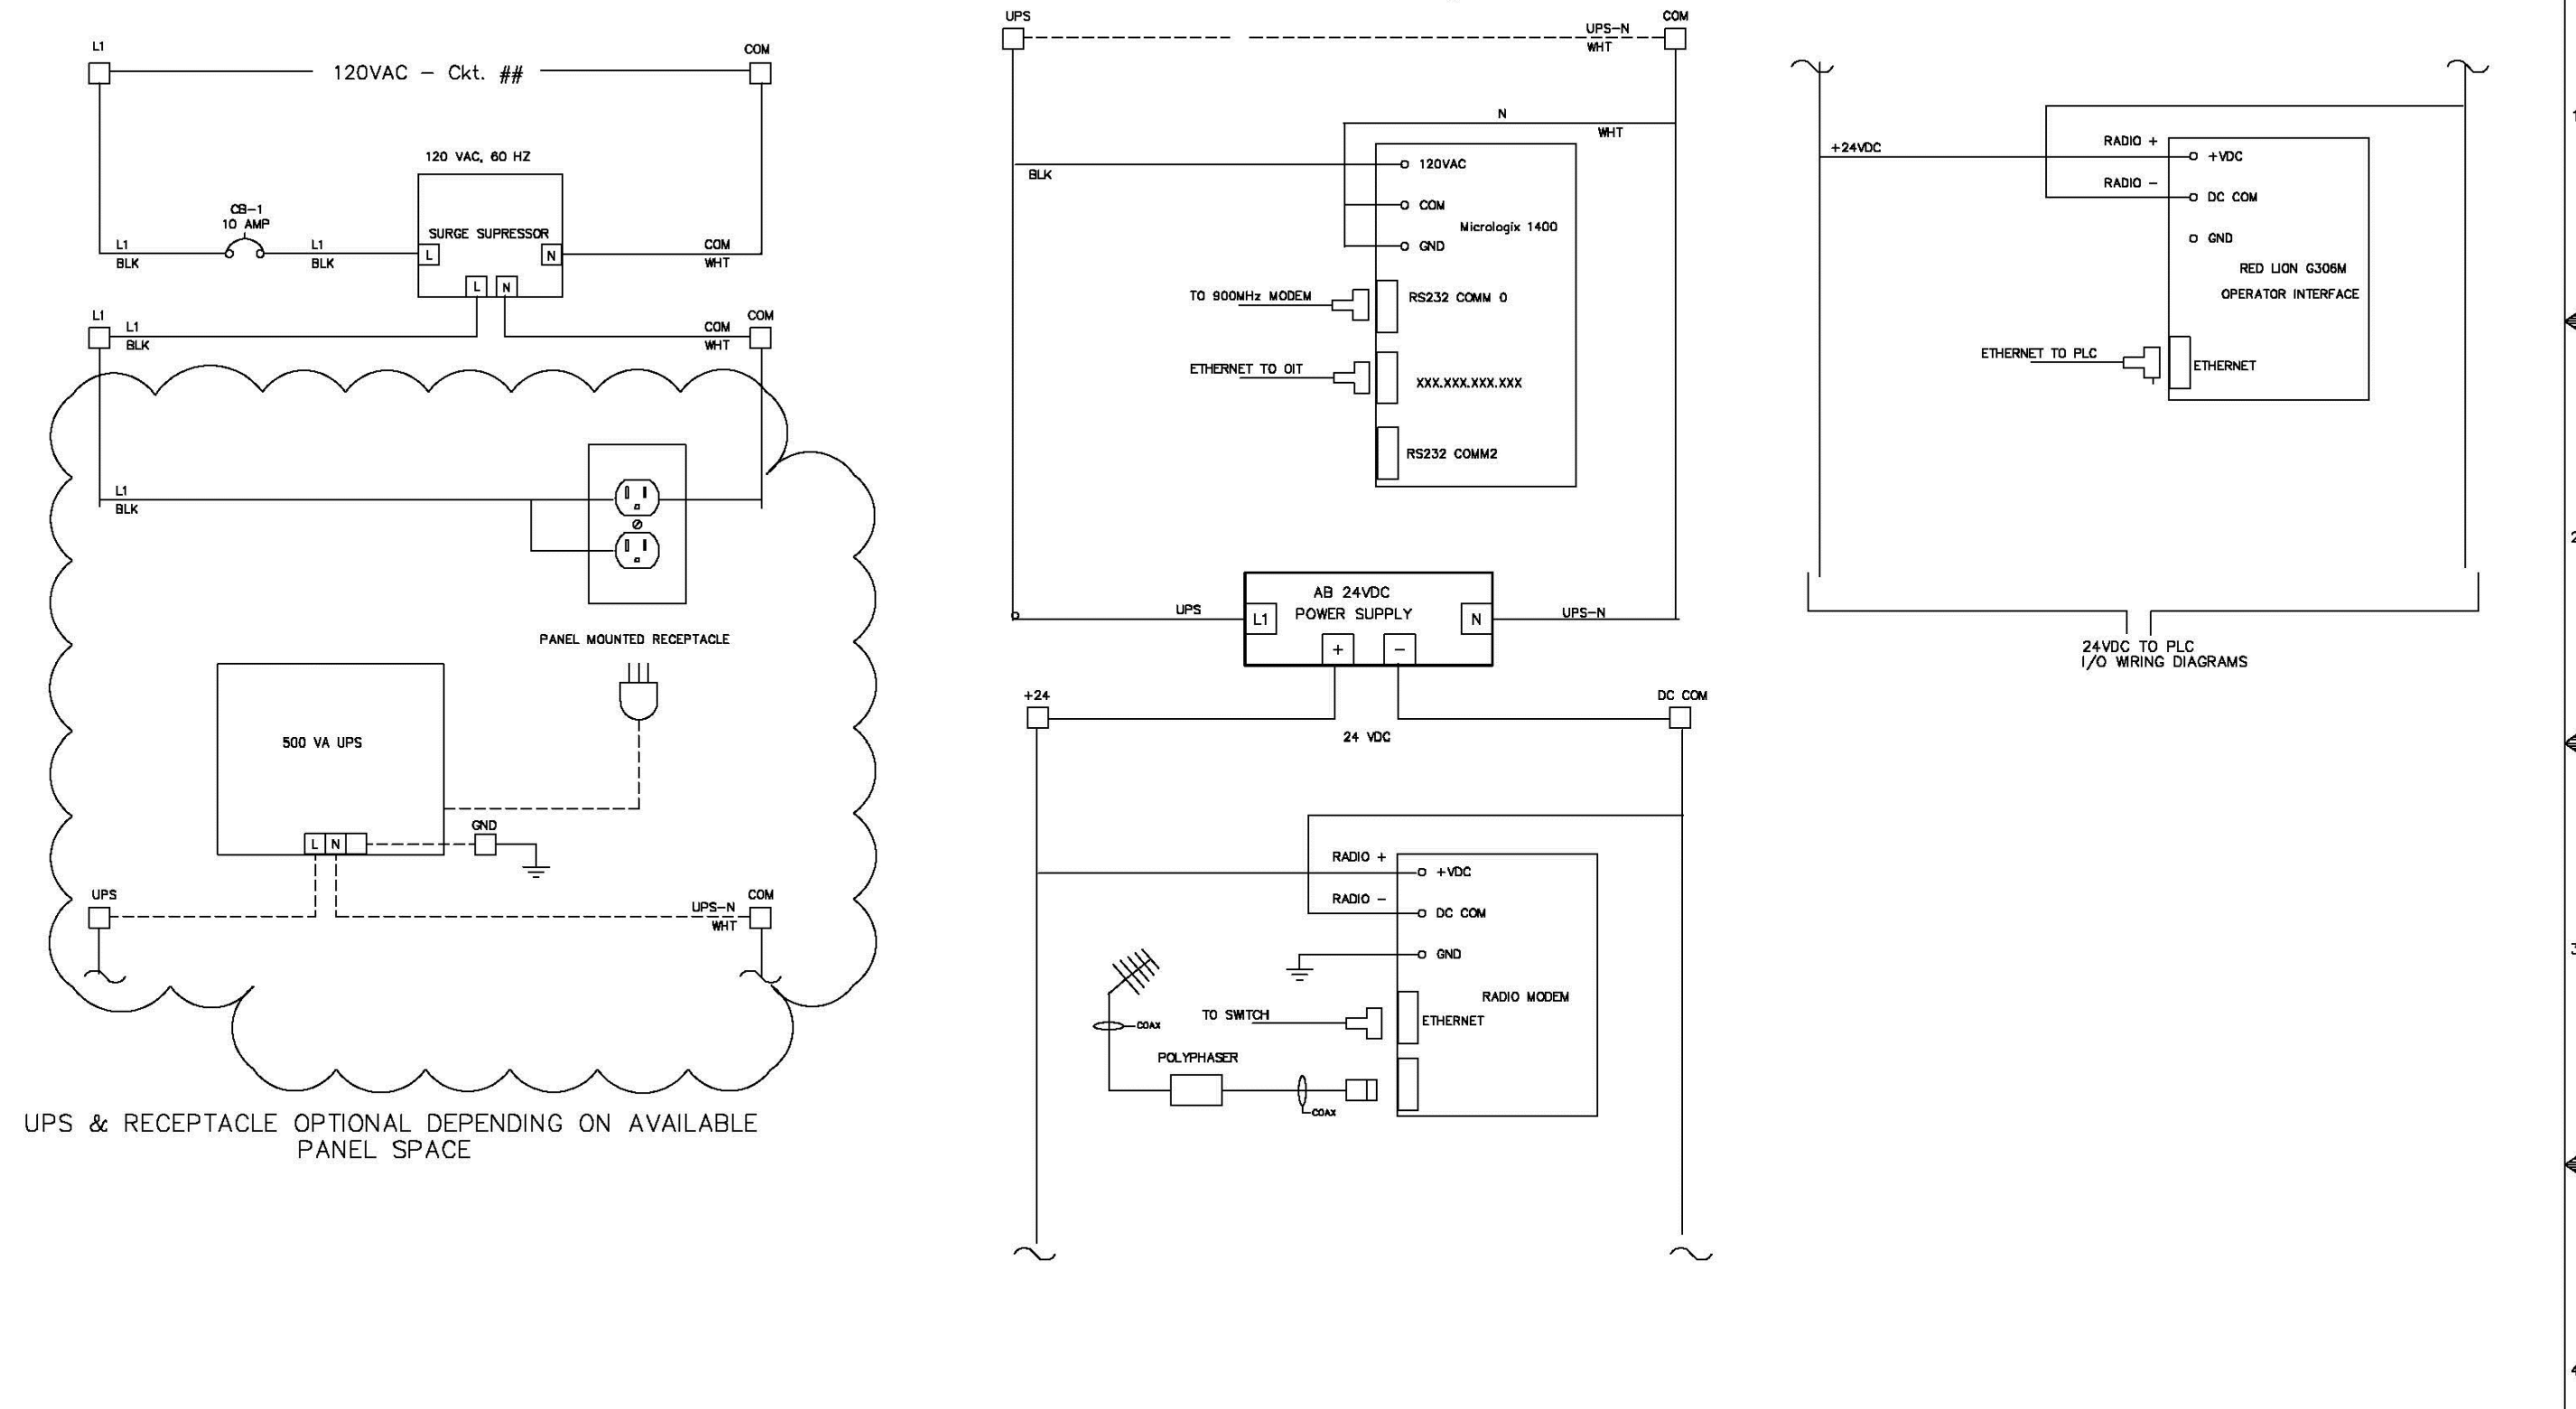 L1
COM
120VAC - Ckt. ##
120 VAC, 60 HZ
CB-1
10 AMP
SURGE SUPRESSOR
L1
BLK
L1
BLK
L
N
COM
WHT
L
N
L1
L1
BLK
COM
WHT
COM
L1
BLK
PANEL MOUNTED RECEPTACLE
500 VA UPS
GND
L
N
UPS
UPS-N
WHT
COM
UPS & RECEPTACLE OPTIONAL DEPENDING ON AVAILABLE
PANEL SPACE
UPS
UPS-N
WHT
COM
N
WHT
BLK
120VAC
COM
Micrologix 1400
GND
TO 900MHz MODEM
RS232 COMM 0
ETHERNET TO OIT
XXX.XXX.XXX.XXX
RS232 COMM2
AB 24VDC
POWER SUPPLY
UPS
L1
N
UPS-N
+
-
+24
DC COM
24 VDC
RADIO +
+VDC
RADIO -
DC COM
GND
RADIO MODEM
TO SWITCH
ETHERNET
COAX
POLYPHASER
COAX
+24VDC
RADIO +
+VDC
RADIO -
DC COM
GND
RED LION G306M
OPERATOR INTERFACE
ETHERNET TO PLC
ETHERNET
24VDC TO PLC
I/O WIRING DIAGRAMS